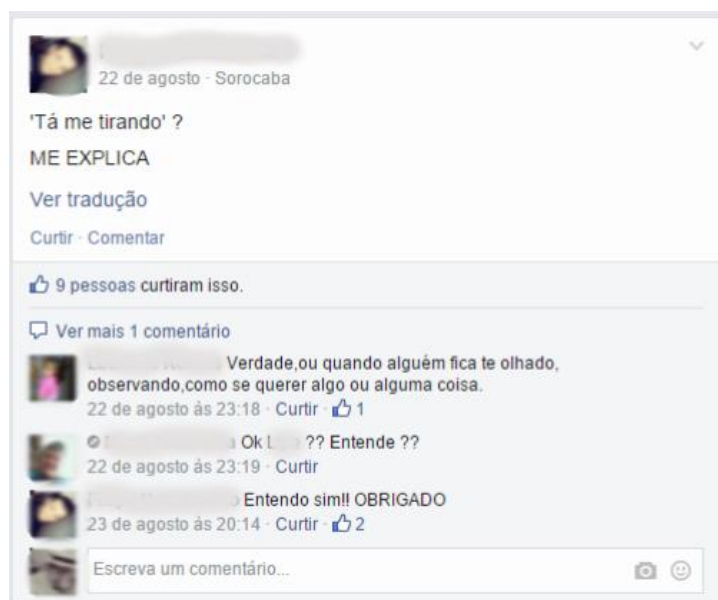 22 de agosto · Sorocaba
'Tá me tirando' ?
ME EXPLICA
Ver tradução
Curtir · Comentar
9 pessoas curtiram isso.
Ver mais 1 comentário
Verdade,ou quando alguém fica te olhado,
observando,como se querer algo ou alguma coisa.
22 de agosto às 23:18 · Curtir · 1
Ok ?? Entende ??
22 de agosto às 23:19 · Curtir
Entendo sim!! OBRIGADO
23 de agosto às 20:14 · Curtir · 2
Escreva um comentário...